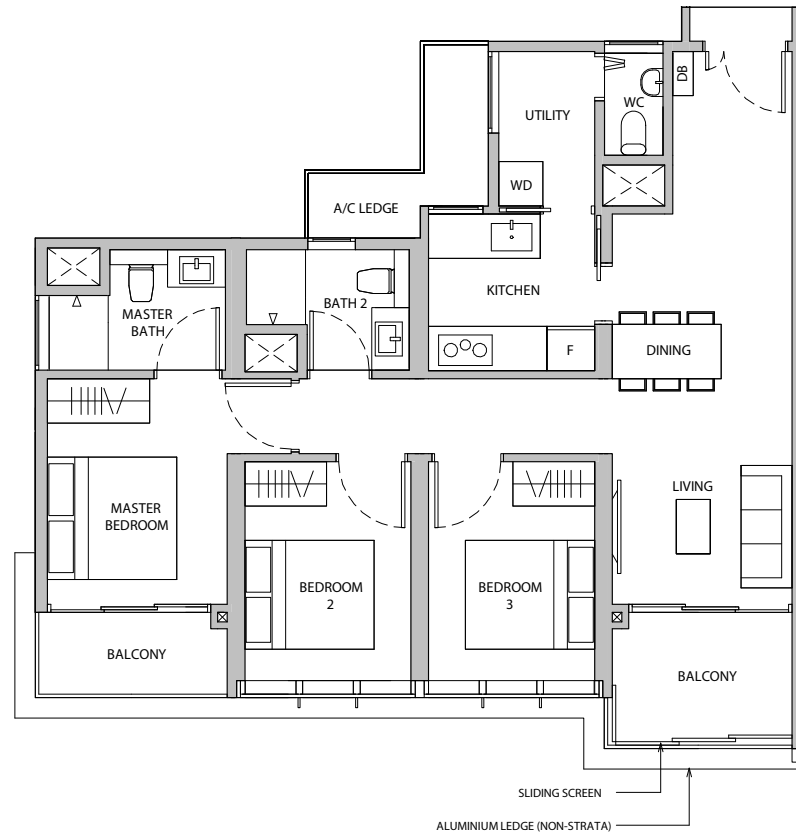 DB
WC
UTILITY
WD
A/C LEDGE
KITCHEN
MASTER
BATH
BATH 2
F
DINING
LIVING
MASTER
BEDROOM
BEDROOM
2
BEDROOM
3
BALCONY
BALCONY
SLIDING SCREEN
ALUMINIUM LEDGE (NON-STRATA)